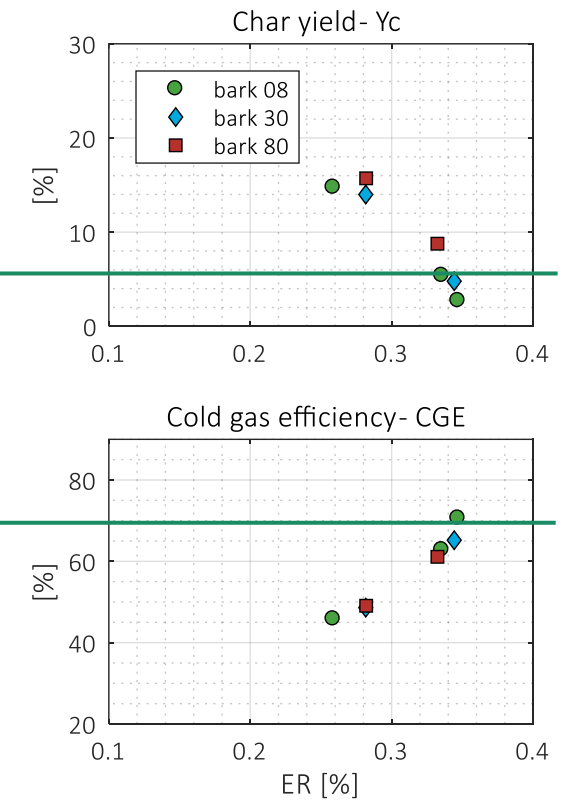 Char yield- Yc
30
bark 08
bark 30
bark 80
20
[%]
10
0
0.1 0.2 0.3 0.4
Cold gas efficiency- CGE
80
60
[%]
40
20
0.1 0.2 0.3 0.4
ER [%]